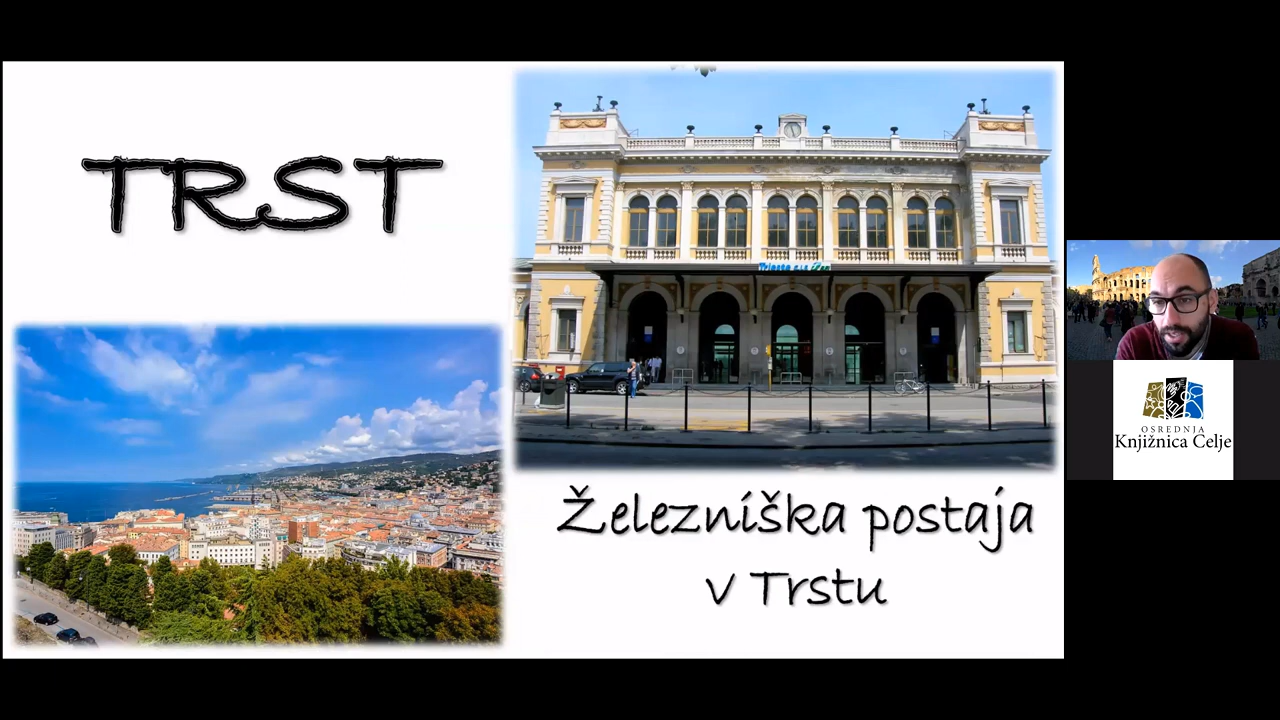 TRST
Železniška postaja
v Trstu
OSREDNJA
Knjižnica Celje